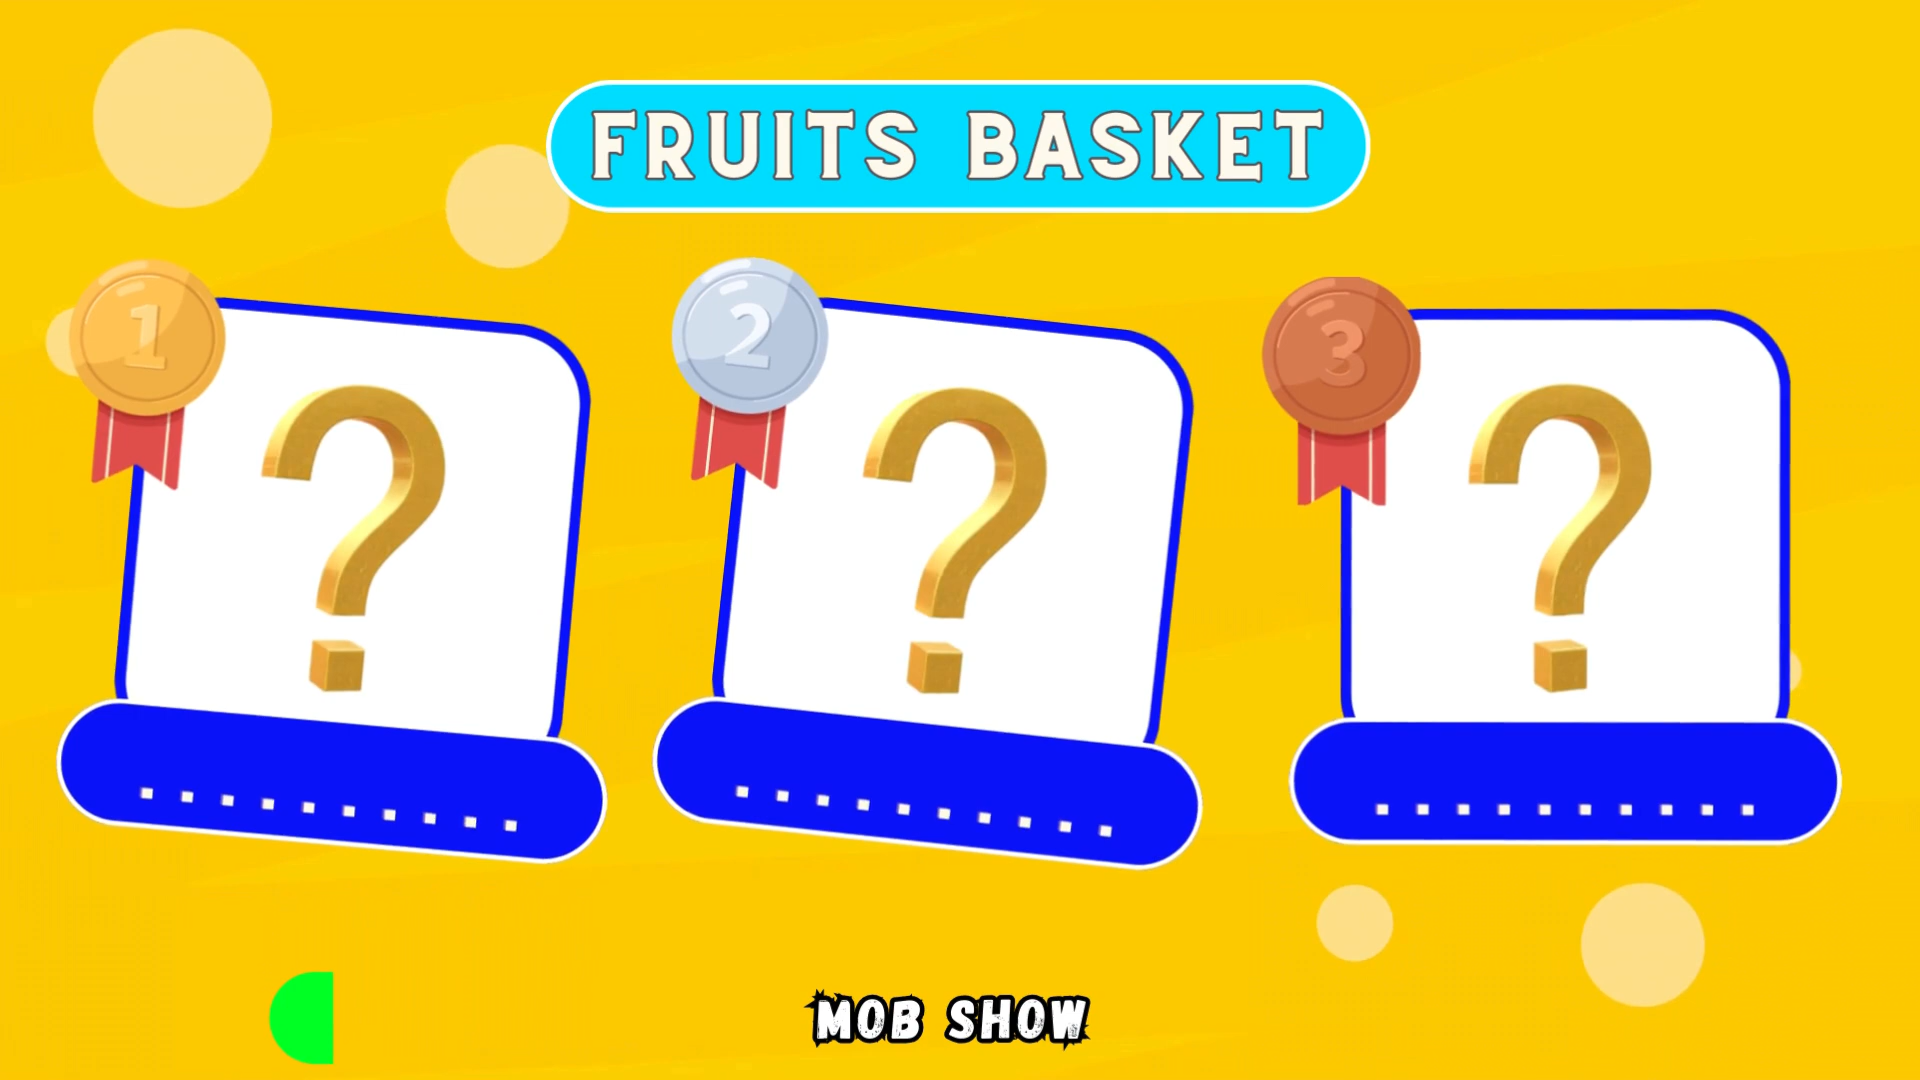 FRUITS BASKET
1
2
3
?
?
?
. . . . . . . . . .
. . . . . . . . . .
. . . . . . . . . .
MOB SHOW